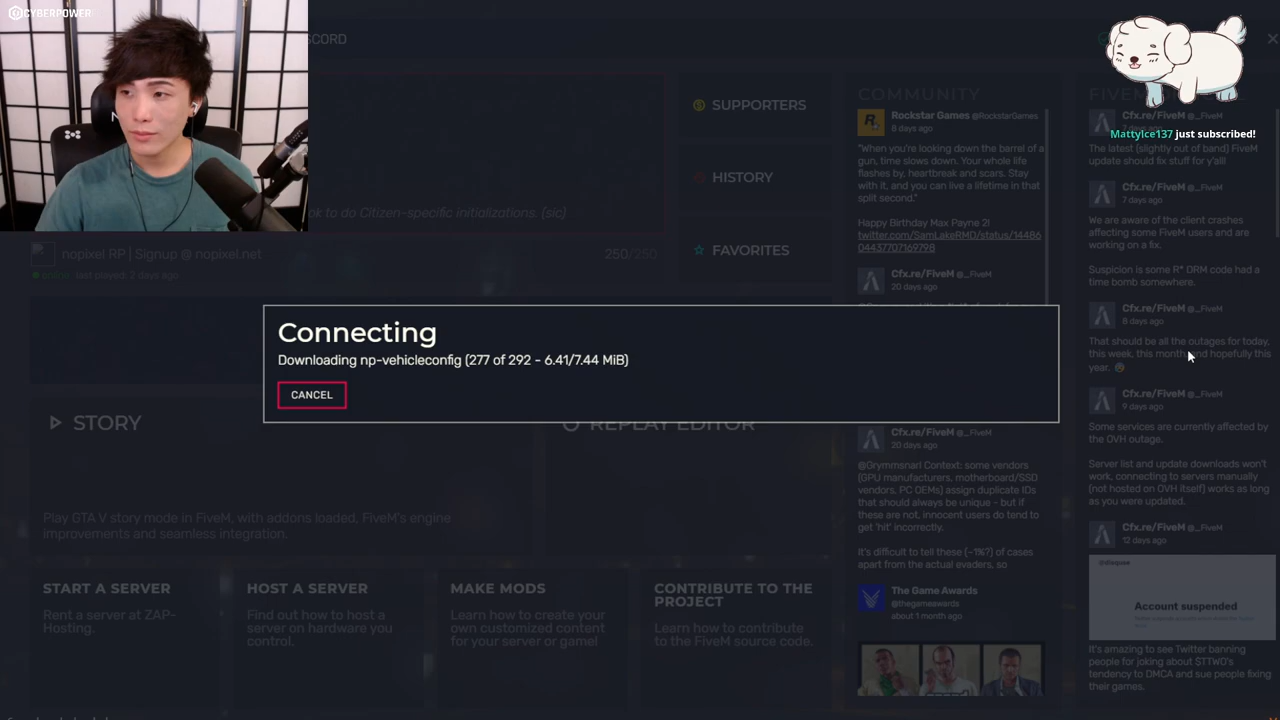 CYBERPOWER
SCORD
ok to do Citizen-specific initializations. (sic)
nopixel RP | Signup @ nopixel.net
250/250
online last played: 2 days ago
SUPPORTERS
HISTORY
FAVORITES
Connecting
Downloading np-vehicleconfig (277 of 292 - 6.41/7.44 MiB)
CANCEL
STORY
Play GTA V story mode in FiveM, with addons loaded, FiveM's engine
improvements and seamless integration.
REPLAY EDITOR
START A SERVER
Rent a server at ZAP-
Hosting.
HOST A SERVER
Find out how to host a
server on hardware you
control.
MAKE MODS
Learn how to create your
own customized content
for your server or game!
CONTRIBUTE TO THE
PROJECT
Learn how to contribute
to the FiveM source code.
COMMUNITY
Rockstar Games @RockstarGames
8 days ago
"When you're looking down the barrel of a
gun, time slows down. Your whole life
flashes by, heartbreak and scars. Stay
with it, and you can live a lifetime in that
split second."
Happy Birthday Max Payne 2!
twitter.com/SamLakeRMD/status/14486
04437707169798
Cfx.re/FiveM @_FiveM
20 days ago
Cfx.re/FiveM @_FiveM
20 days ago
@Grymmsnarl Context: some vendors
(GPU manufacturers, motherboard/SSD
vendors, PC OEMs) assign duplicate IDs
that should always be unique - but if
these are not, innocent users do tend to
get 'hit' incorrectly.
It's difficult to tell these (~1%?) of cases
apart from the actual evaders, so
The Game Awards
@thegameawards
about 1 month ago
FIVEM
Mattylce137 just subscribed!
Cfx.re/FiveM @_FiveM
The latest (slightly out of band) FiveM
update should fix stuff for y'all!
Cfx.re/FiveM @_FiveM
7 days ago
We are aware of the client crashes
affecting some FiveM users and are
working on a fix.
Suspicion is some R* DRM code had a
time bomb somewhere.
Cfx.re/FiveM @_FiveM
8 days ago
That should be all the outages for today,
this week, this month and hopefully this
year.
Cfx.re/FiveM @_FiveM
9 days ago
Some services are currently affected by
the OVH outage.
Server list and update downloads won't
work, connecting to servers manually
(not hosted on OVH itself) works as long
as you were updated.
Cfx.re/FiveM @_FiveM
12 days ago
Account suspended
It's amazing to see Twitter banning
people for joking about $TTWO's
tendency to DMCA and sue people fixing
their games.